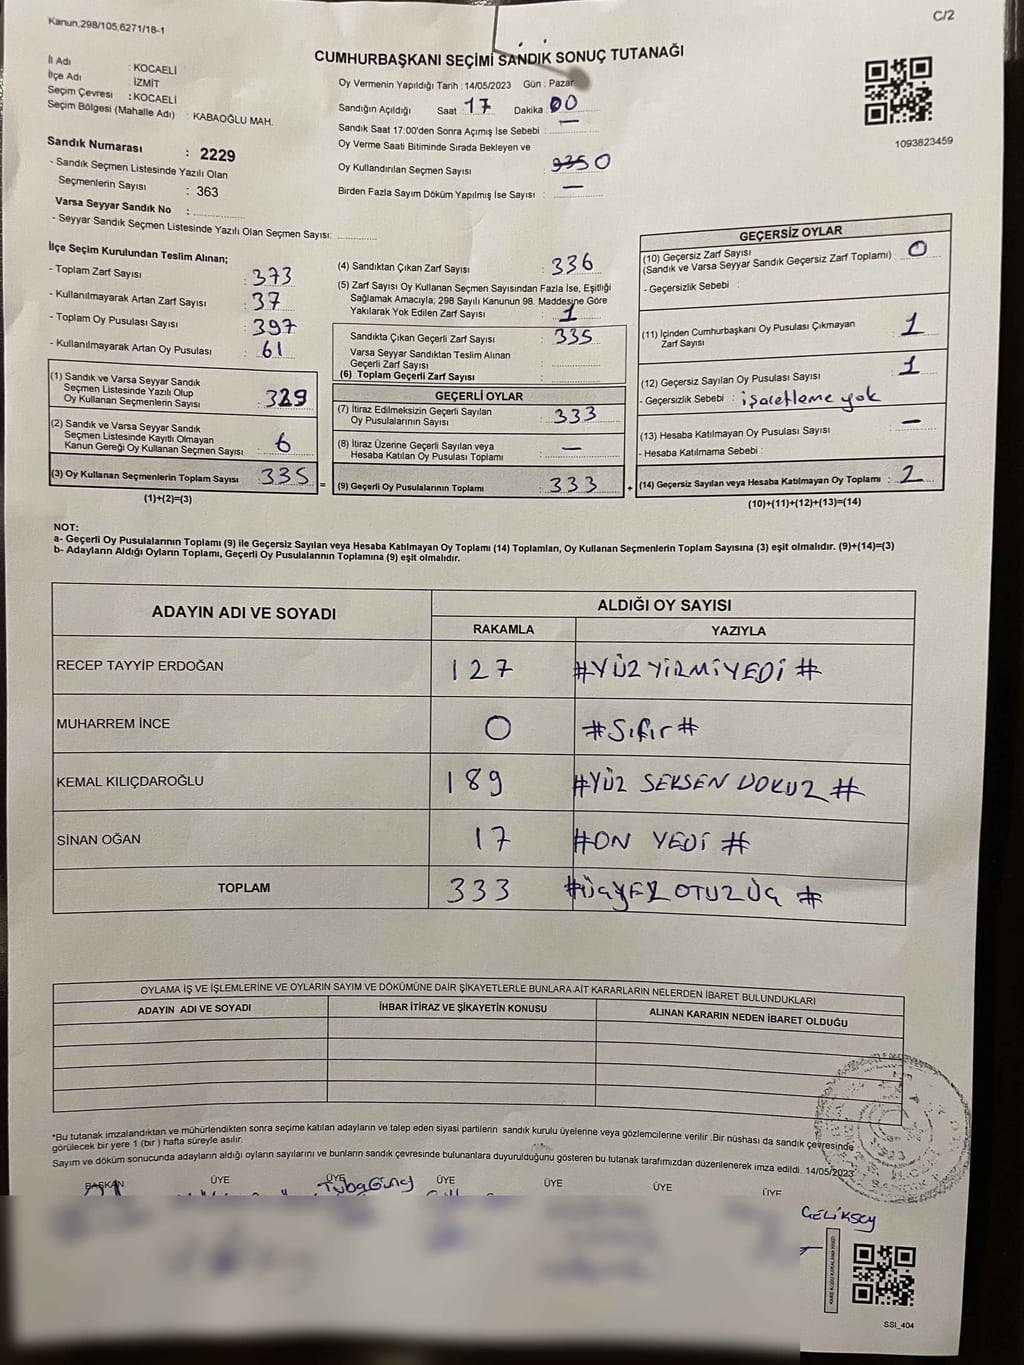 Kanun:298/105,6271/18-1
C/2
CUMHURBAŞKANI SEÇİMİ SANDIK SONUÇ TUTANAĞI
İl Adı : KOCAELİ
İlçe Adı : İZMİT
Seçim Çevresi : KOCAELİ
Seçim Bölgesi (Mahalle Adı) : KABAOĞLU MAH.
Oy Vermenin Yapıldığı Tarih : 14/05/2023 Gün : Pazar
Sandığın Açıldığı Saat 17 Dakika : 00
Sandık Saat 17:00'den Sonra Açımış İse Sebebi : —
Oy Verme Saati Bitiminde Sırada Bekleyen ve
Oy Kullandırılan Seçmen Sayısı : 0
Birden Fazla Sayım Döküm Yapılmış İse Sayısı : —
1093823459
Sandık Numarası : 2229
- Sandık Seçmen Listesinde Yazılı Olan
Seçmenlerin Sayısı : 363
Varsa Seyyar Sandık No :
- Seyyar Sandık Seçmen Listesinde Yazılı Olan Seçmen Sayısı:
İlçe Seçim Kurulundan Teslim Alınan;
- Toplam Zarf Sayısı : 373
- Kullanılmayarak Artan Zarf Sayısı : 37
- Toplam Oy Pusulası Sayısı : 397
- Kullanılmayarak Artan Oy Pusulası : 61
(1) Sandık ve Varsa Seyyar Sandık
Seçmen Listesinde Yazılı Olup
Oy Kullanan Seçmenlerin Sayısı : 329
(2) Sandık ve Varsa Seyyar Sandık
Seçmen Listesinde Kayıtlı Olmayan
Kanun Gereği Oy Kullanan Seçmen Sayısı : 6
(3) Oy Kullanan Seçmenlerin Toplam Sayısı : 335
(1)+(2)=(3)
(4) Sandıktan Çıkan Zarf Sayısı : 336
(5) Zarf Sayısı Oy Kullanan Seçmen Sayısından Fazla İse, Eşitliği
Sağlamak Amacıyla; 298 Sayılı Kanunun 98. Maddesine Göre
Yakılarak Yok Edilen Zarf Sayısı : 1
Sandıkta Çıkan Geçerli Zarf Sayısı : 335
Varsa Seyyar Sandıktan Teslim Alınan
Geçerli Zarf Sayısı :
(6) Toplam Geçerli Zarf Sayısı :
GEÇERLİ OYLAR
(7) İtiraz Edilmeksizin Geçerli Sayılan
Oy Pusulalarının Sayısı : 333
(8) İtiraz Üzerine Geçerli Sayılan veya
Hesaba Katılan Oy Pusulası Toplamı : —
= (9) Geçerli Oy Pusulalarının Toplamı : 333
GEÇERSİZ OYLAR
(10) Geçersiz Zarf Sayısı
(Sandık ve Varsa Seyyar Sandık Geçersiz Zarf Toplamı) : 0
- Geçersizlik Sebebi :
(11) İçinden Cumhurbaşkanı Oy Pusulası Çıkmayan
Zarf Sayısı : 1
(12) Geçersiz Sayılan Oy Pusulası Sayısı : 1
- Geçersizlik Sebebi : işaretleme yok
(13) Hesaba Katılmayan Oy Pusulası Sayısı : —
- Hesaba Katılmama Sebebi :
+ (14) Geçersiz Sayılan veya Hesaba Katılmayan Oy Toplamı : 2
(10)+(11)+(12)+(13)=(14)
NOT:
a- Geçerli Oy Pusulalarının Toplamı (9) ile Geçersiz Sayılan veya Hesaba Katılmayan Oy Toplamı (14) Toplamları, Oy Kullanan Seçmenlerin Toplam Sayısına (3) eşit olmalıdır. (9)+(14)=(3)
b- Adayların Aldığı Oyların Toplamı, Geçerli Oy Pusulalarının Toplamına (9) eşit olmalıdır.
ADAYIN ADI VE SOYADI ALDIĞI OY SAYISI
RAKAMLA YAZIYLA
RECEP TAYYİP ERDOĞAN 127 #YÜZ YİRMİYEDİ #
MUHARREM İNCE 0 #Sıfır#
KEMAL KILIÇDAROĞLU 189 #YÜZ SEKSEN DOKUZ #
SİNAN OĞAN 17 #ON YEDİ #
TOPLAM 333 #ÜÇYÜZ OTUZÜÇ #
OYLAMA İŞ VE İŞLEMLERİNE VE OYLARIN SAYIM VE DÖKÜMÜNE DAİR ŞİKAYETLERLE BUNLARA AİT KARARLARIN NELERDEN İBARET BULUNDUKLARI
ADAYIN ADI VE SOYADI İHBAR İTİRAZ VE ŞİKAYETİN KONUSU ALINAN KARARIN NEDEN İBARET OLDUĞU
*Bu tutanak imzalandıktan ve mühürlendikten sonra seçime katılan adayların ve talep eden siyasi partilerin sandık kurulu üyelerine veya gözlemcilerine verilir .Bir nüshası da sandık çevresinde
görülecek bir yere 1 (bir ) hafta süreyle asılır.
Sayım ve döküm sonucunda adayların aldığı oyların sayılarını ve bunların sandık çevresinde bulunanlara duyurulduğunu gösteren bu tutanak tarafımızdan düzenlenerek imza edildi. 14/05/2023
BAŞKAN ÜYE ÜYE ÜYE ÜYE ÜYE ÜYE
SSI_404